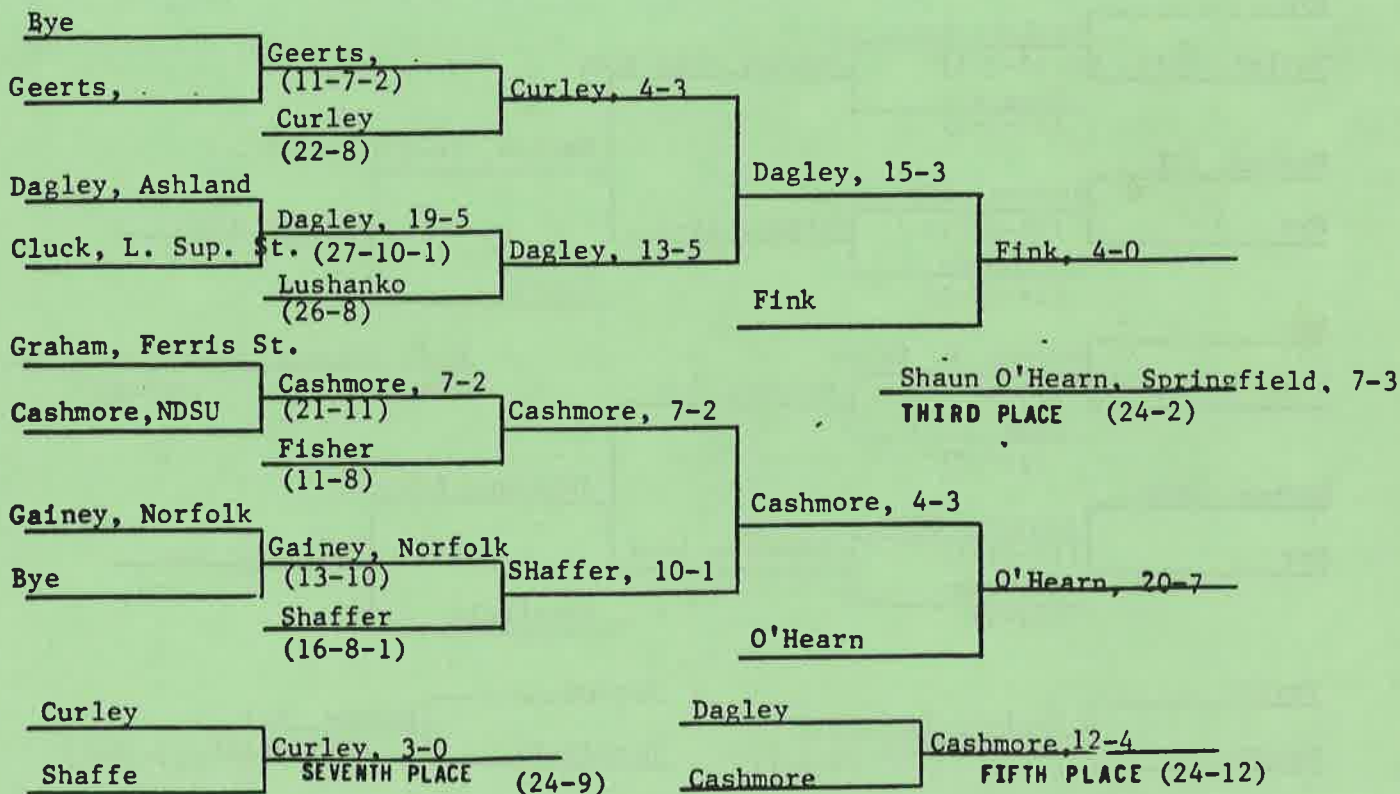 Bye
Geerts,
Geerts,
(11-7-2)
Curley
(22-8)
Curley, 4-3
Dagley, Ashland
Cluck, L. Sup. St.
Dagley, 19-5
(27-10-1)
Lushanko
(26-8)
Dagley, 13-5
Dagley, 15-3
Fink
Fink, 4-0
Graham, Ferris St.
Cashmore,NDSU
Cashmore, 7-2
(21-11)
Fisher
(11-8)
Cashmore, 7-2
Shaun O'Hearn, Springfield, 7-3
THIRD PLACE (24-2)
Gainey, Norfolk
Bye
Gainey, Norfolk
(13-10)
Shaffer
(16-8-1)
SHaffer, 10-1
Cashmore, 4-3
O'Hearn
O'Hearn, 20-7
Curley
Shaffe
Curley, 3-0
SEVENTH PLACE (24-9)
Dagley
Cashmore
Cashmore,12-4
FIFTH PLACE (24-12)